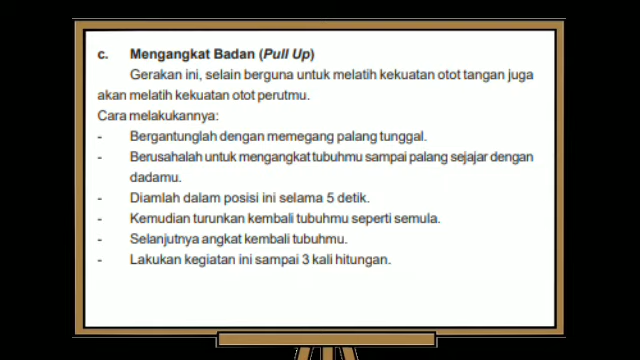 c. Mengangkat Badan (Pull Up)
Gerakan ini, selain berguna untuk melatih kekuatan otot tangan juga
akan melatih kekuatan otot perutmu.
Cara melakukannya:
- Bergantunglah dengan memegang palang tunggal.
- Berusahalah untuk mengangkat tubuhmu sampai palang sejajar dengan
dadamu.
- Diamlah dalam posisi ini selama 5 detik.
- Kemudian turunkan kembali tubuhmu seperti semula.
- Selanjutnya angkat kembali tubuhmu.
- Lakukan kegiatan ini sampai 3 kali hitungan.